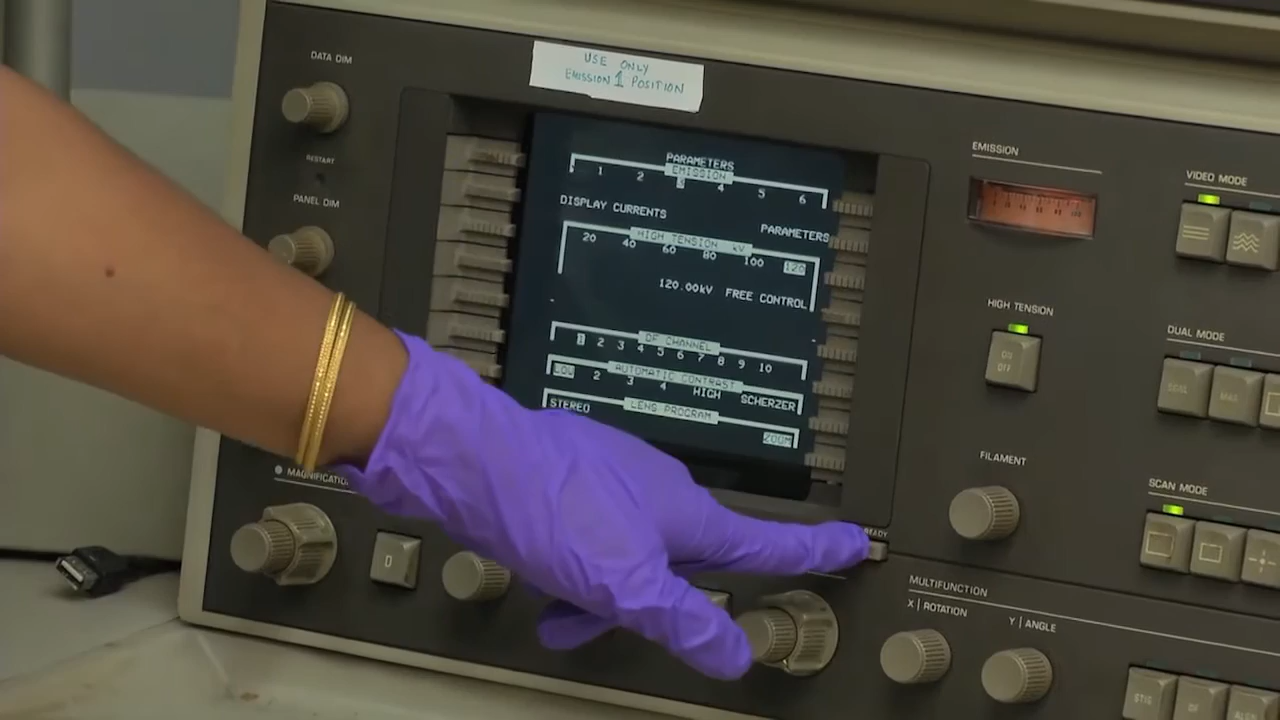 USE ONLY
EMISSION 1 POSITION
DATA DIM
RESTART
PANEL DIM
PARAMETERS
EMISSION
1 2 3 4 5 6
DISPLAY CURRENTS
PARAMETERS
HIGH TENSION kV
20 40 60 80 100 120
120.00kV FREE CONTROL
DF CHANNEL
1 2 3 4 5 6 7 8 9 10
AUTOMATIC CONTRAST
LOW 2 3 4 HIGH SCHERZER
LENS PROGRAM
STEREO
ZOOM
EMISSION
VIDEO MODE
HIGH TENSION
ON
OFF
DUAL MODE
DUAL
MAG
FILAMENT
SCAN MODE
MAGNIFICATION
D
READY
MULTIFUNCTION
X | ROTATION
Y | ANGLE
STIG
DF
ALGN